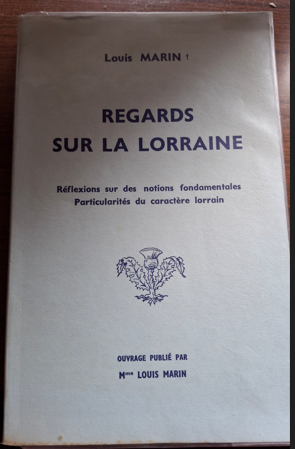 Louis MARIN †
REGARDS
SUR LA LORRAINE
Réflexions sur des notions fondamentales
Particularités du caractère lorrain
OUVRAGE PUBLIÉ PAR
Mme LOUIS MARIN